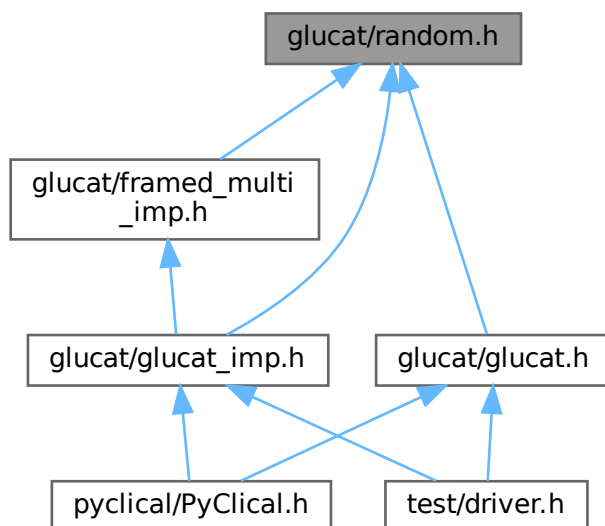 glucat/random.h
glucat/framed_multi
_imp.h
glucat/glucat_imp.h
glucat/glucat.h
pyclical/PyClical.h
test/driver.h